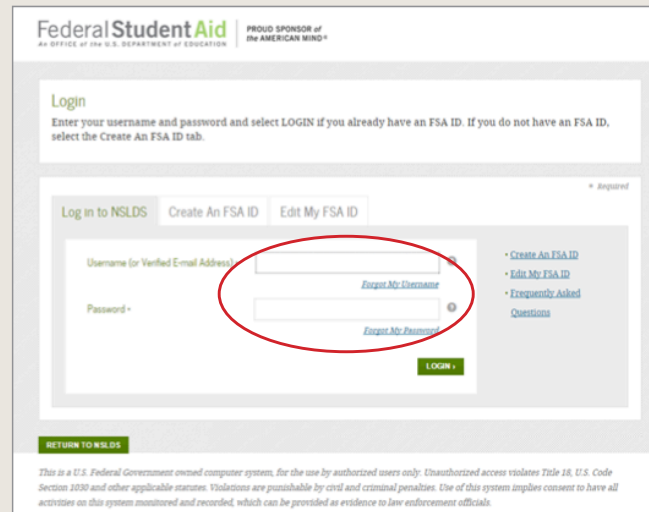 Federal Student Aid
An OFFICE of the U.S. DEPARTMENT of EDUCATION
PROUD SPONSOR of
the AMERICAN MIND®
Login
Enter your username and password and select LOGIN if you already have an FSA ID. If you do not have an FSA ID,
select the Create An FSA ID tab.
* Required
Log in to NSLDS Create An FSA ID Edit My FSA ID
Username (or Verified E-mail Address) *
Forgot My Username
Password *
Forgot My Password
LOGIN ›
• Create An FSA ID
• Edit My FSA ID
• Frequently Asked
Questions
RETURN TO NSLDS
This is a U.S. Federal Government owned computer system, for the use by authorized users only. Unauthorized access violates Title 18, U.S. Code
Section 1030 and other applicable statutes. Violations are punishable by civil and criminal penalties. Use of this system implies consent to have all
activities on this system monitored and recorded, which can be provided as evidence to law enforcement officials.